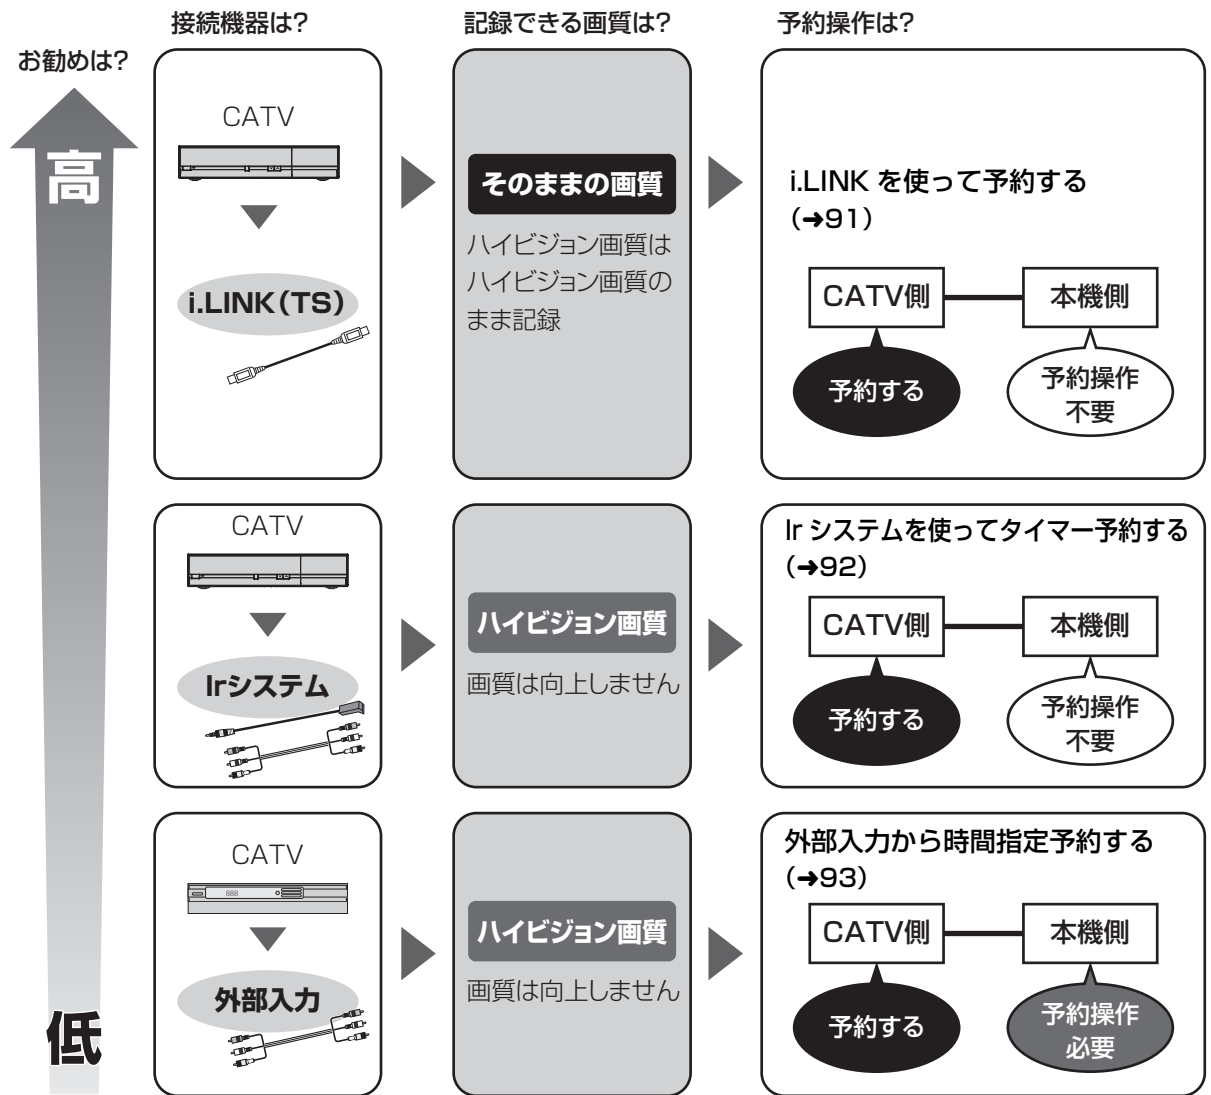 接続機器は?
記録できる画質は?
予約操作は?
お勧めは?
高
低
CATV
i.LINK(TS)
そのままの画質
ハイビジョン画質は
ハイビジョン画質の
まま記録
i.LINK を使って予約する
(➜91)
CATV側
本機側
予約する
予約操作
不要
CATV
Irシステム
ハイビジョン画質
画質は向上しません
Ir システムを使ってタイマー予約する
(➜92)
CATV側
本機側
予約する
予約操作
不要
CATV
888
外部入力
ハイビジョン画質
画質は向上しません
外部入力から時間指定予約する
(➜93)
CATV側
本機側
予約する
予約操作
必要